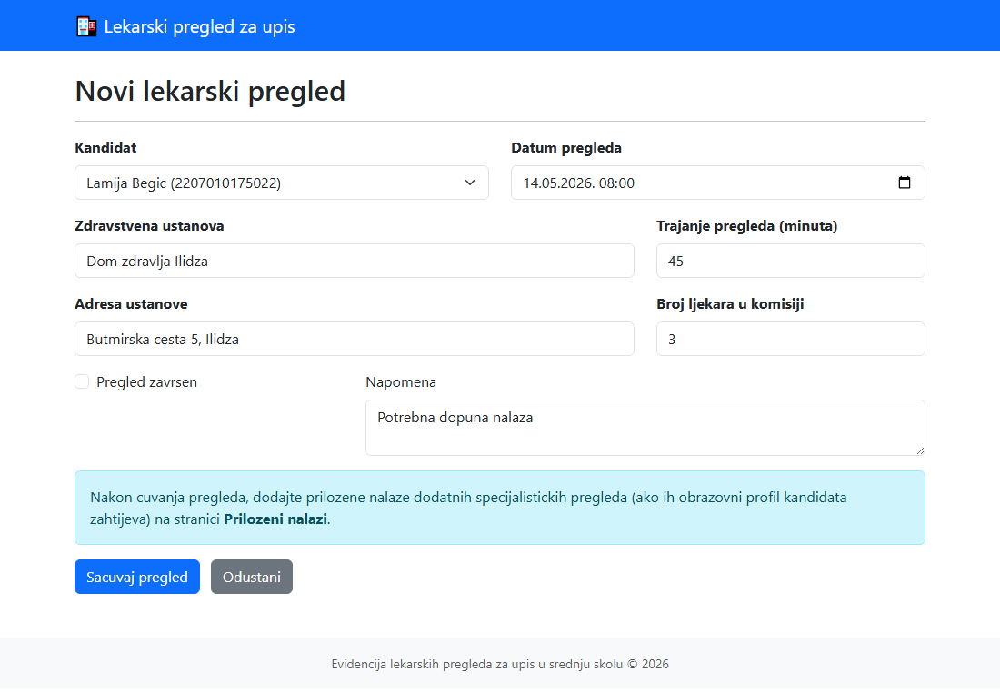 Lekarski pregled za upis
Novi lekarski pregled
Kandidat
Datum pregleda
Lamija Begic (2207010175022)
14.05.2026. 08:00
Zdravstvena ustanova
Trajanje pregleda (minuta)
Dom zdravlja Ilidza
45
Adresa ustanove
Broj ljekara u komisiji
Butmirska cesta 5, Ilidza
3
Pregled zavrsen
Napomena
Potrebna dopuna nalaza
Nakon cuvanja pregleda, dodajte prilozene nalaze dodatnih specijalistickih pregleda (ako ih obrazovni profil kandidata
zahtijeva) na stranici Prilozeni nalazi.
Sacuvaj pregled
Odustani
Evidencija lekarskih pregleda za upis u srednju skolu © 2026